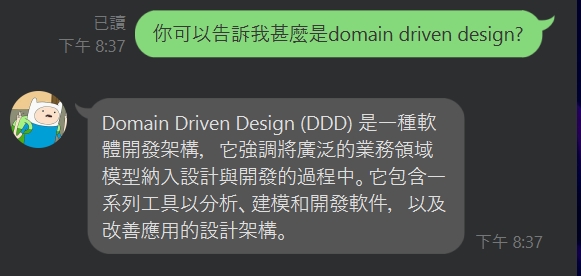 已讀
下午 8:37
你可以告訴我甚麼是domain driven design?
Domain Driven Design (DDD) 是一種軟
體開發架構，它強調將廣泛的業務領域
模型納入設計與開發的過程中。它包含一
系列工具以分析、建模和開發軟件，以及
改善應用的設計架構。
下午 8:37